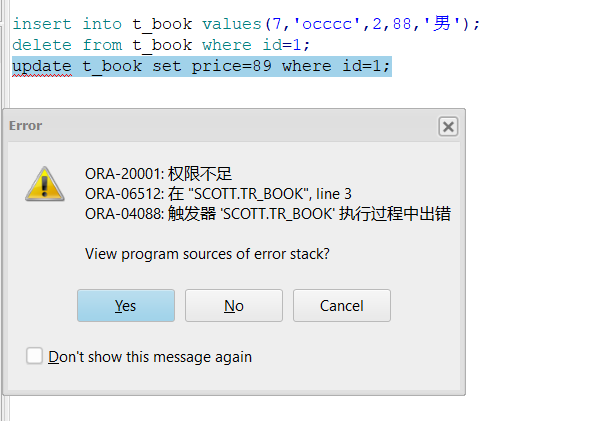 insert into t_book values(7,'occcc',2,88,'男');
delete from t_book where id=1;
update t_book set price=89 where id=1;
Error
ORA-20001: 权限不足
ORA-06512: 在 "SCOTT.TR_BOOK", line 3
ORA-04088: 触发器 'SCOTT.TR_BOOK' 执行过程中出错
View program sources of error stack?
Yes No Cancel
Don't show this message again